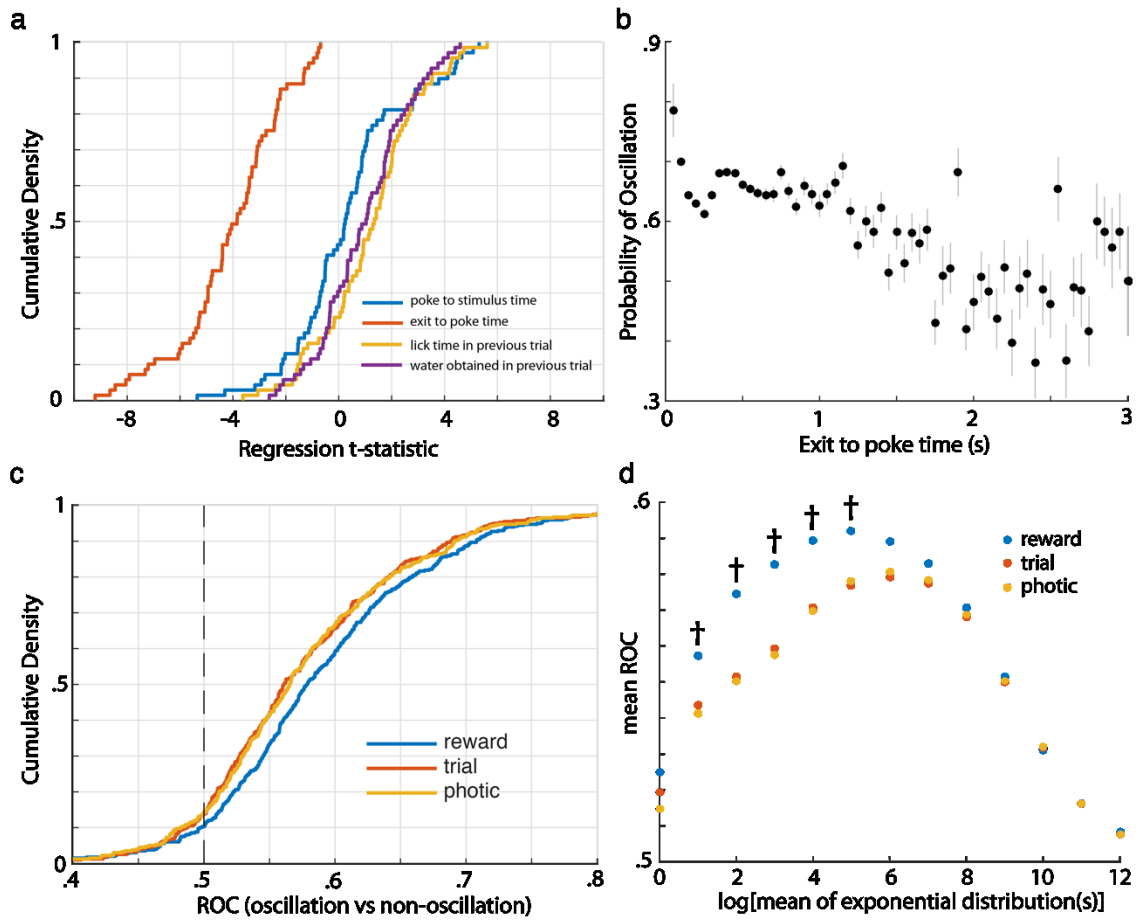 a
1
.5
0
-8
-4
0
4
8
Cumulative Density
Regression t-statistic
poke to stimulus time
exit to poke time
lick time in previous trial
water obtained in previous trial
b
.9
.6
.3
0
1
2
3
Probability of Oscillation
Exit to poke time (s)
c
1
.5
0
.4
.5
.6
.7
.8
Cumulative Density
ROC (oscillation vs non-oscillation)
reward
trial
photic
d
.6
.5
0
2
4
6
8
10
12
mean ROC
log[mean of exponential distribution(s)]
† † † † †
reward
trial
photic